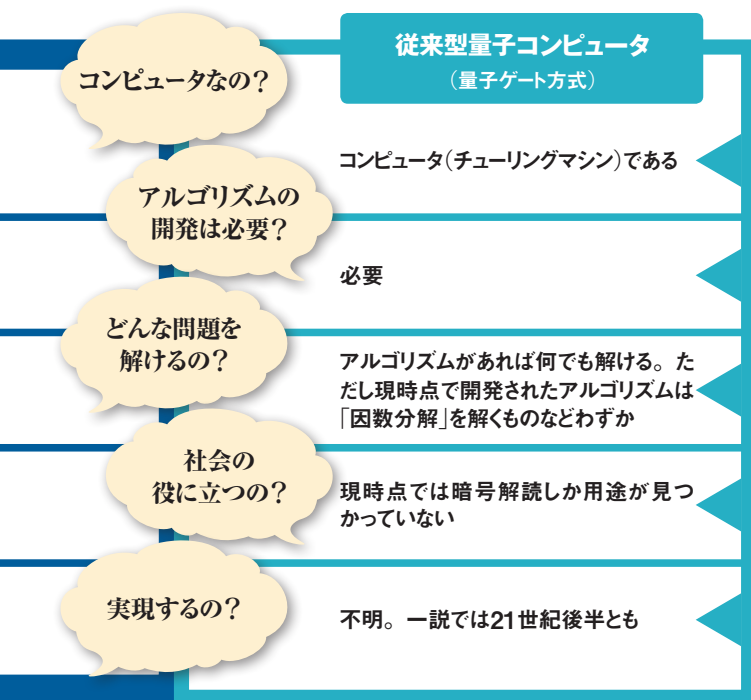 従来型量子コンピュータ
（量子ゲート方式）
コンピュータなの？
コンピュータ（チューリングマシン）である
アルゴリズムの
開発は必要？
必要
どんな問題を
解けるの？
アルゴリズムがあれば何でも解ける。た
だし現時点で開発されたアルゴリズムは
「因数分解」を解くものなどわずか
社会の
役に立つの？
現時点では暗号解読しか用途が見つ
かっていない
実現するの？
不明。一説では21世紀後半とも